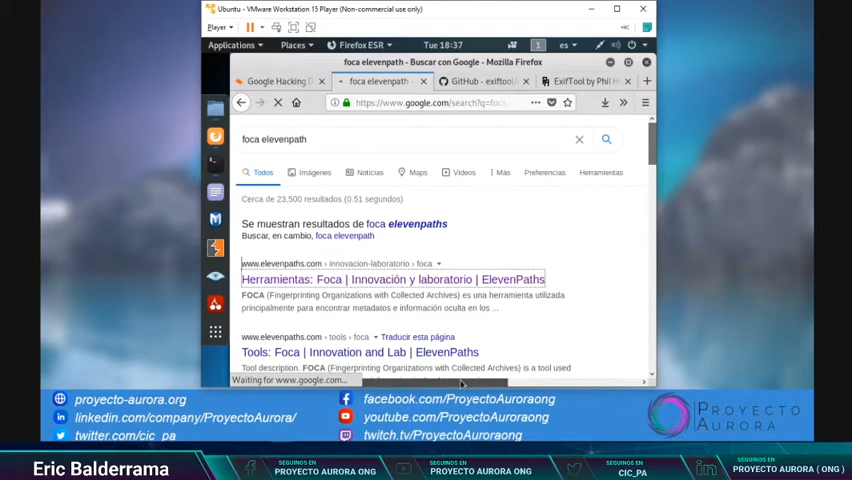 Ubuntu - VMware Workstation 15 Player (Non-commercial use only)
Player
Applications Places Firefox ESR Tue 18:37 1 es
foca elevenpath - Buscar con Google - Mozilla Firefox
Google Hacking D foca elevenpath GitHub - exiftool/ ExifTool by Phil H
https://www.google.com/search?q=foca
foca elevenpath
Todos Imágenes Noticias Maps Vídeos Más Preferencias Herramientas
Cerca de 23,500 resultados (0.51 segundos)
Se muestran resultados de foca elevenpaths
Buscar, en cambio, foca elevenpath
www.elevenpaths.com › innovacion-laboratorio › foca
Herramientas: Foca | Innovación y laboratorio | ElevenPaths
FOCA (Fingerprinting Organizations with Collected Archives) es una herramienta utilizada
principalmente para encontrar metadatos e información oculta en los ...
www.elevenpaths.com › tools › foca Traducir esta página
Tools: Foca | Innovation and Lab | ElevenPaths
Tool description. FOCA (Fingerprinting Organizations with Collected Archives) is a tool used
Waiting for www.google.com...
proyecto-aurora.org
linkedin.com/company/ProyectoAurora/
twitter.com/cic_pa
facebook.com/ProyectoAuroraong
youtube.com/ProyectoAuroraong
twitch.tv/ProyectoAuroraong
PROYECTO
AURORA
Eric Balderrama
SEGUINOS EN
PROYECTO AURORA ONG
SEGUINOS EN
PROYECTO AURORA ONG
SEGUINOS EN
CIC_PA
SEGUINOS EN
PROYECTO AURORA ( ONG )